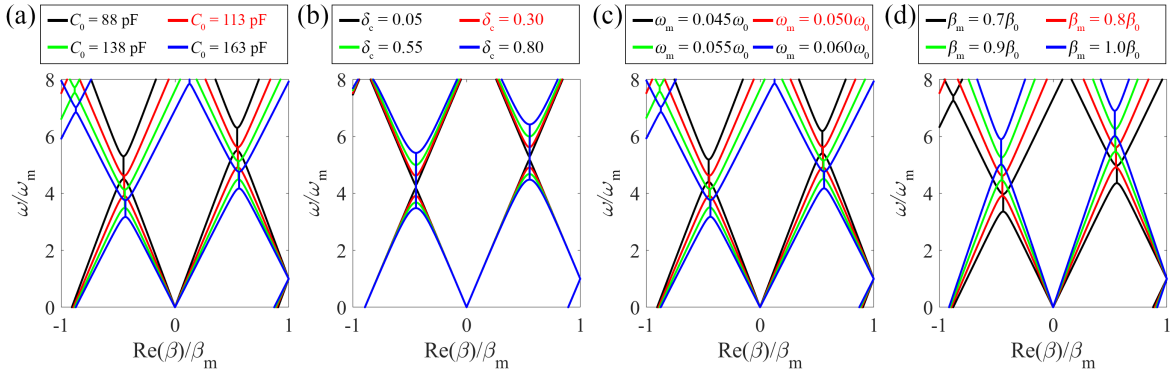 (a)
C₀ = 88 pF C₀ = 113 pF
C₀ = 138 pF C₀ = 163 pF
8
6
4
2
0
ω/ωₘ
-1 0 1
Re(β)/βₘ
(b)
δ_c = 0.05 δ_c = 0.30
δ_c = 0.55 δ_c = 0.80
8
6
4
2
0
ω/ωₘ
-1 0 1
Re(β)/βₘ
(c)
ωₘ = 0.045ω₀ ωₘ = 0.050ω₀
ωₘ = 0.055ω₀ ωₘ = 0.060ω₀
8
6
4
2
0
ω/ωₘ
-1 0 1
Re(β)/βₘ
(d)
βₘ = 0.7β₀ βₘ = 0.8β₀
βₘ = 0.9β₀ βₘ = 1.0β₀
8
6
4
2
0
ω/ωₘ
-1 0 1
Re(β)/βₘ